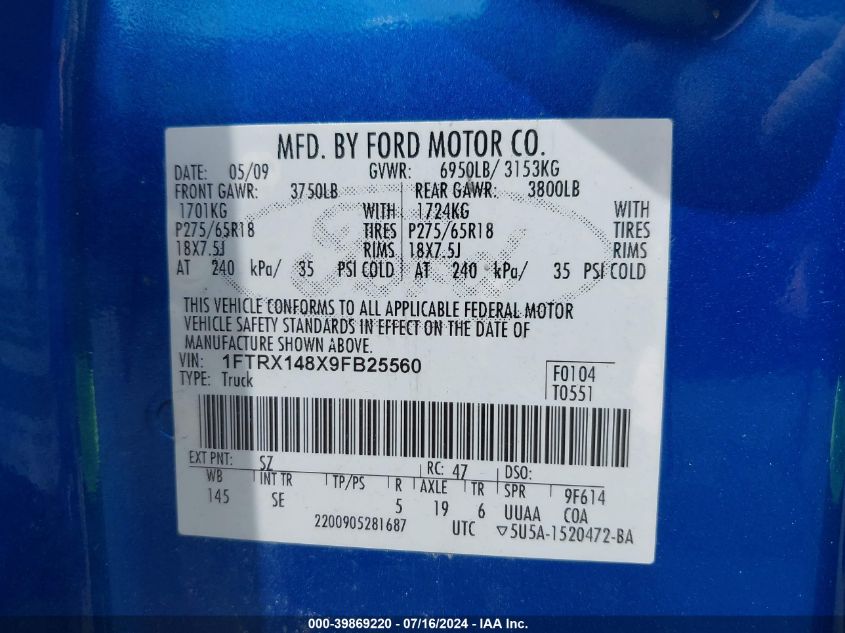 MFD. BY FORD MOTOR CO.
DATE: 05/09 GVWR: 6950LB/ 3153KG
FRONT GAWR: 3750LB REAR GAWR: 3800LB
1701KG WITH 1724KG WITH
P275/65R18 TIRES P275/65R18 TIRES
18X7.5J RIMS 18X7.5J RIMS
AT 240 kPa/ 35 PSI COLD AT 240 kPa/ 35 PSI COLD
THIS VEHICLE CONFORMS TO ALL APPLICABLE FEDERAL MOTOR
VEHICLE SAFETY STANDARDS IN EFFECT ON THE DATE OF
MANUFACTURE SHOWN ABOVE.
VIN: 1FTRX148X9FB25560 F0104
TYPE: Truck T0551
EXT PNT: SZ RC: 47 DSO:
WB INT TR TP/PS R AXLE TR SPR 9F614
145 SE 5 19 6 UUAA COA
2200905281687 UTC ▽5U5A-1520472-BA
000-39869220 - 07/16/2024 - IAA Inc.